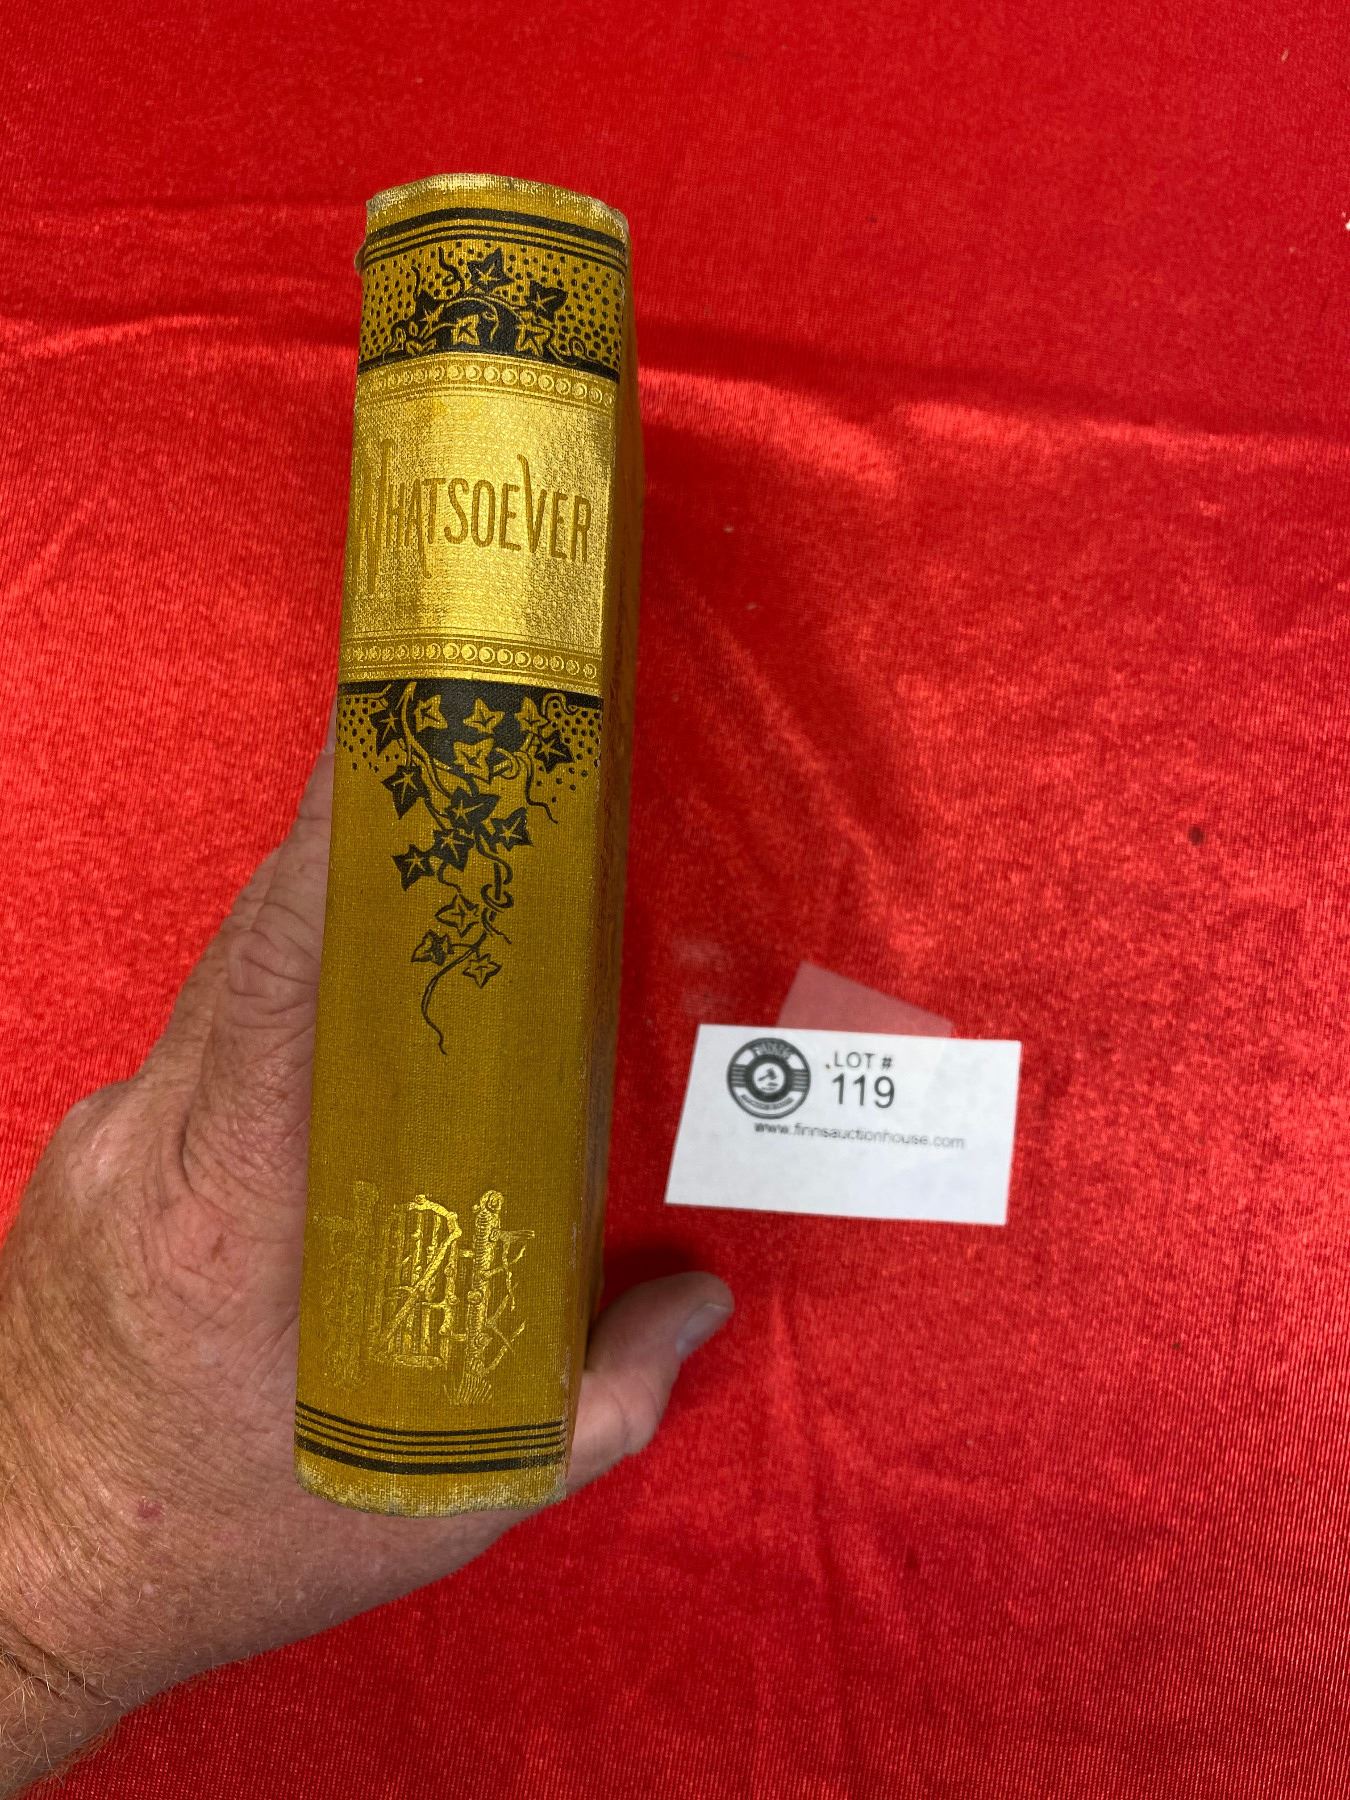 WHATSOEVER
.LOT #
119
www.finnsauctionhouse.com